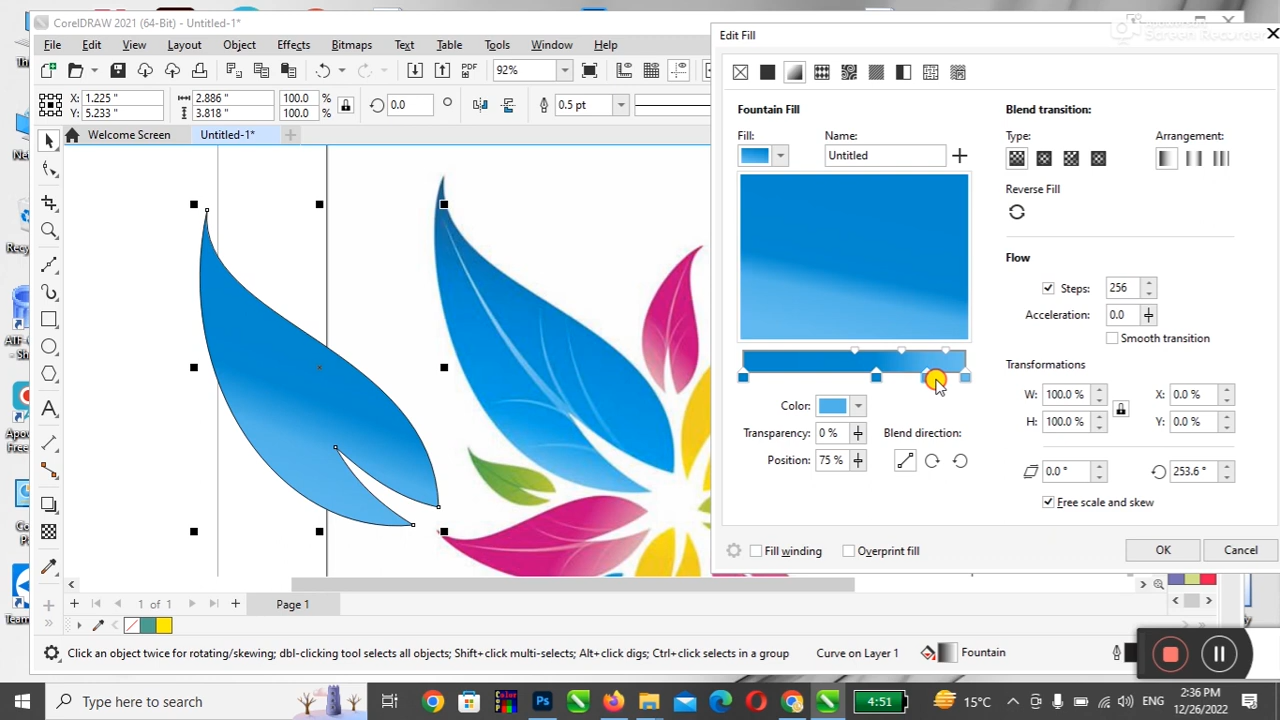 CorelDRAW 2021 (64-Bit) - Untitled-1*
File Edit View Layout Object Effects Bitmaps Text Table Tools Window Help
PDF 92%
X: 1.225 " 2.886 " 100.0 % 0.0 0.5 pt
Y: 5.233 " 3.818 " 100.0 %
Welcome Screen Untitled-1*
Edit Fill
Fountain Fill
Fill: Name:
Untitled
Color:
Transparency: 0 % Blend direction:
Position: 75 %
Fill winding Overprint fill
Blend transition:
Type: Arrangement:
Reverse Fill
Flow
Steps: 256
Acceleration: 0.0
Smooth transition
Transformations
W: 100.0 % X: 0.0 %
H: 100.0 % Y: 0.0 %
0.0 ° 253.6 °
Free scale and skew
OK Cancel
1 of 1 Page 1
Click an object twice for rotating/skewing; dbl-clicking tool selects all objects; Shift+click multi-selects; Alt+click digs; Ctrl+click selects in a group Curve on Layer 1 Fountain
Type here to search 4:51 15°C ENG 2:36 PM
12/26/2022